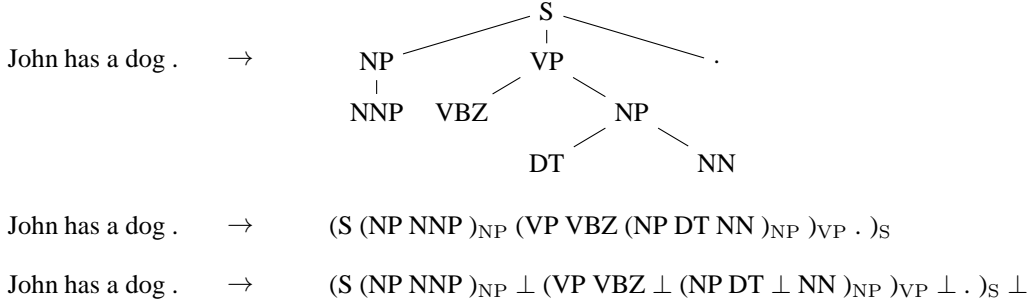 S
John has a dog . → NP VP .
NNP VBZ NP
DT NN
John has a dog . → (S (NP NNP )NP (VP VBZ (NP DT NN )NP )VP . )S
John has a dog . → (S (NP NNP )NP ⊥ (VP VBZ ⊥ (NP DT ⊥ NN )NP )VP ⊥ . )S ⊥